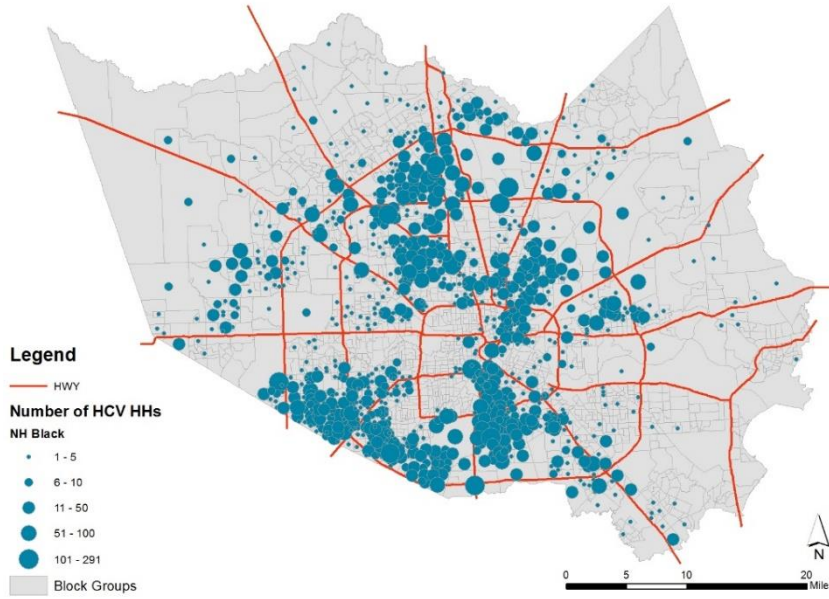 Legend
HWY
Number of HCV HHs
NH Black
1 - 5
6 - 10
11 - 50
51 - 100
101 - 291
Block Groups
N
0 5 10 20
Mile